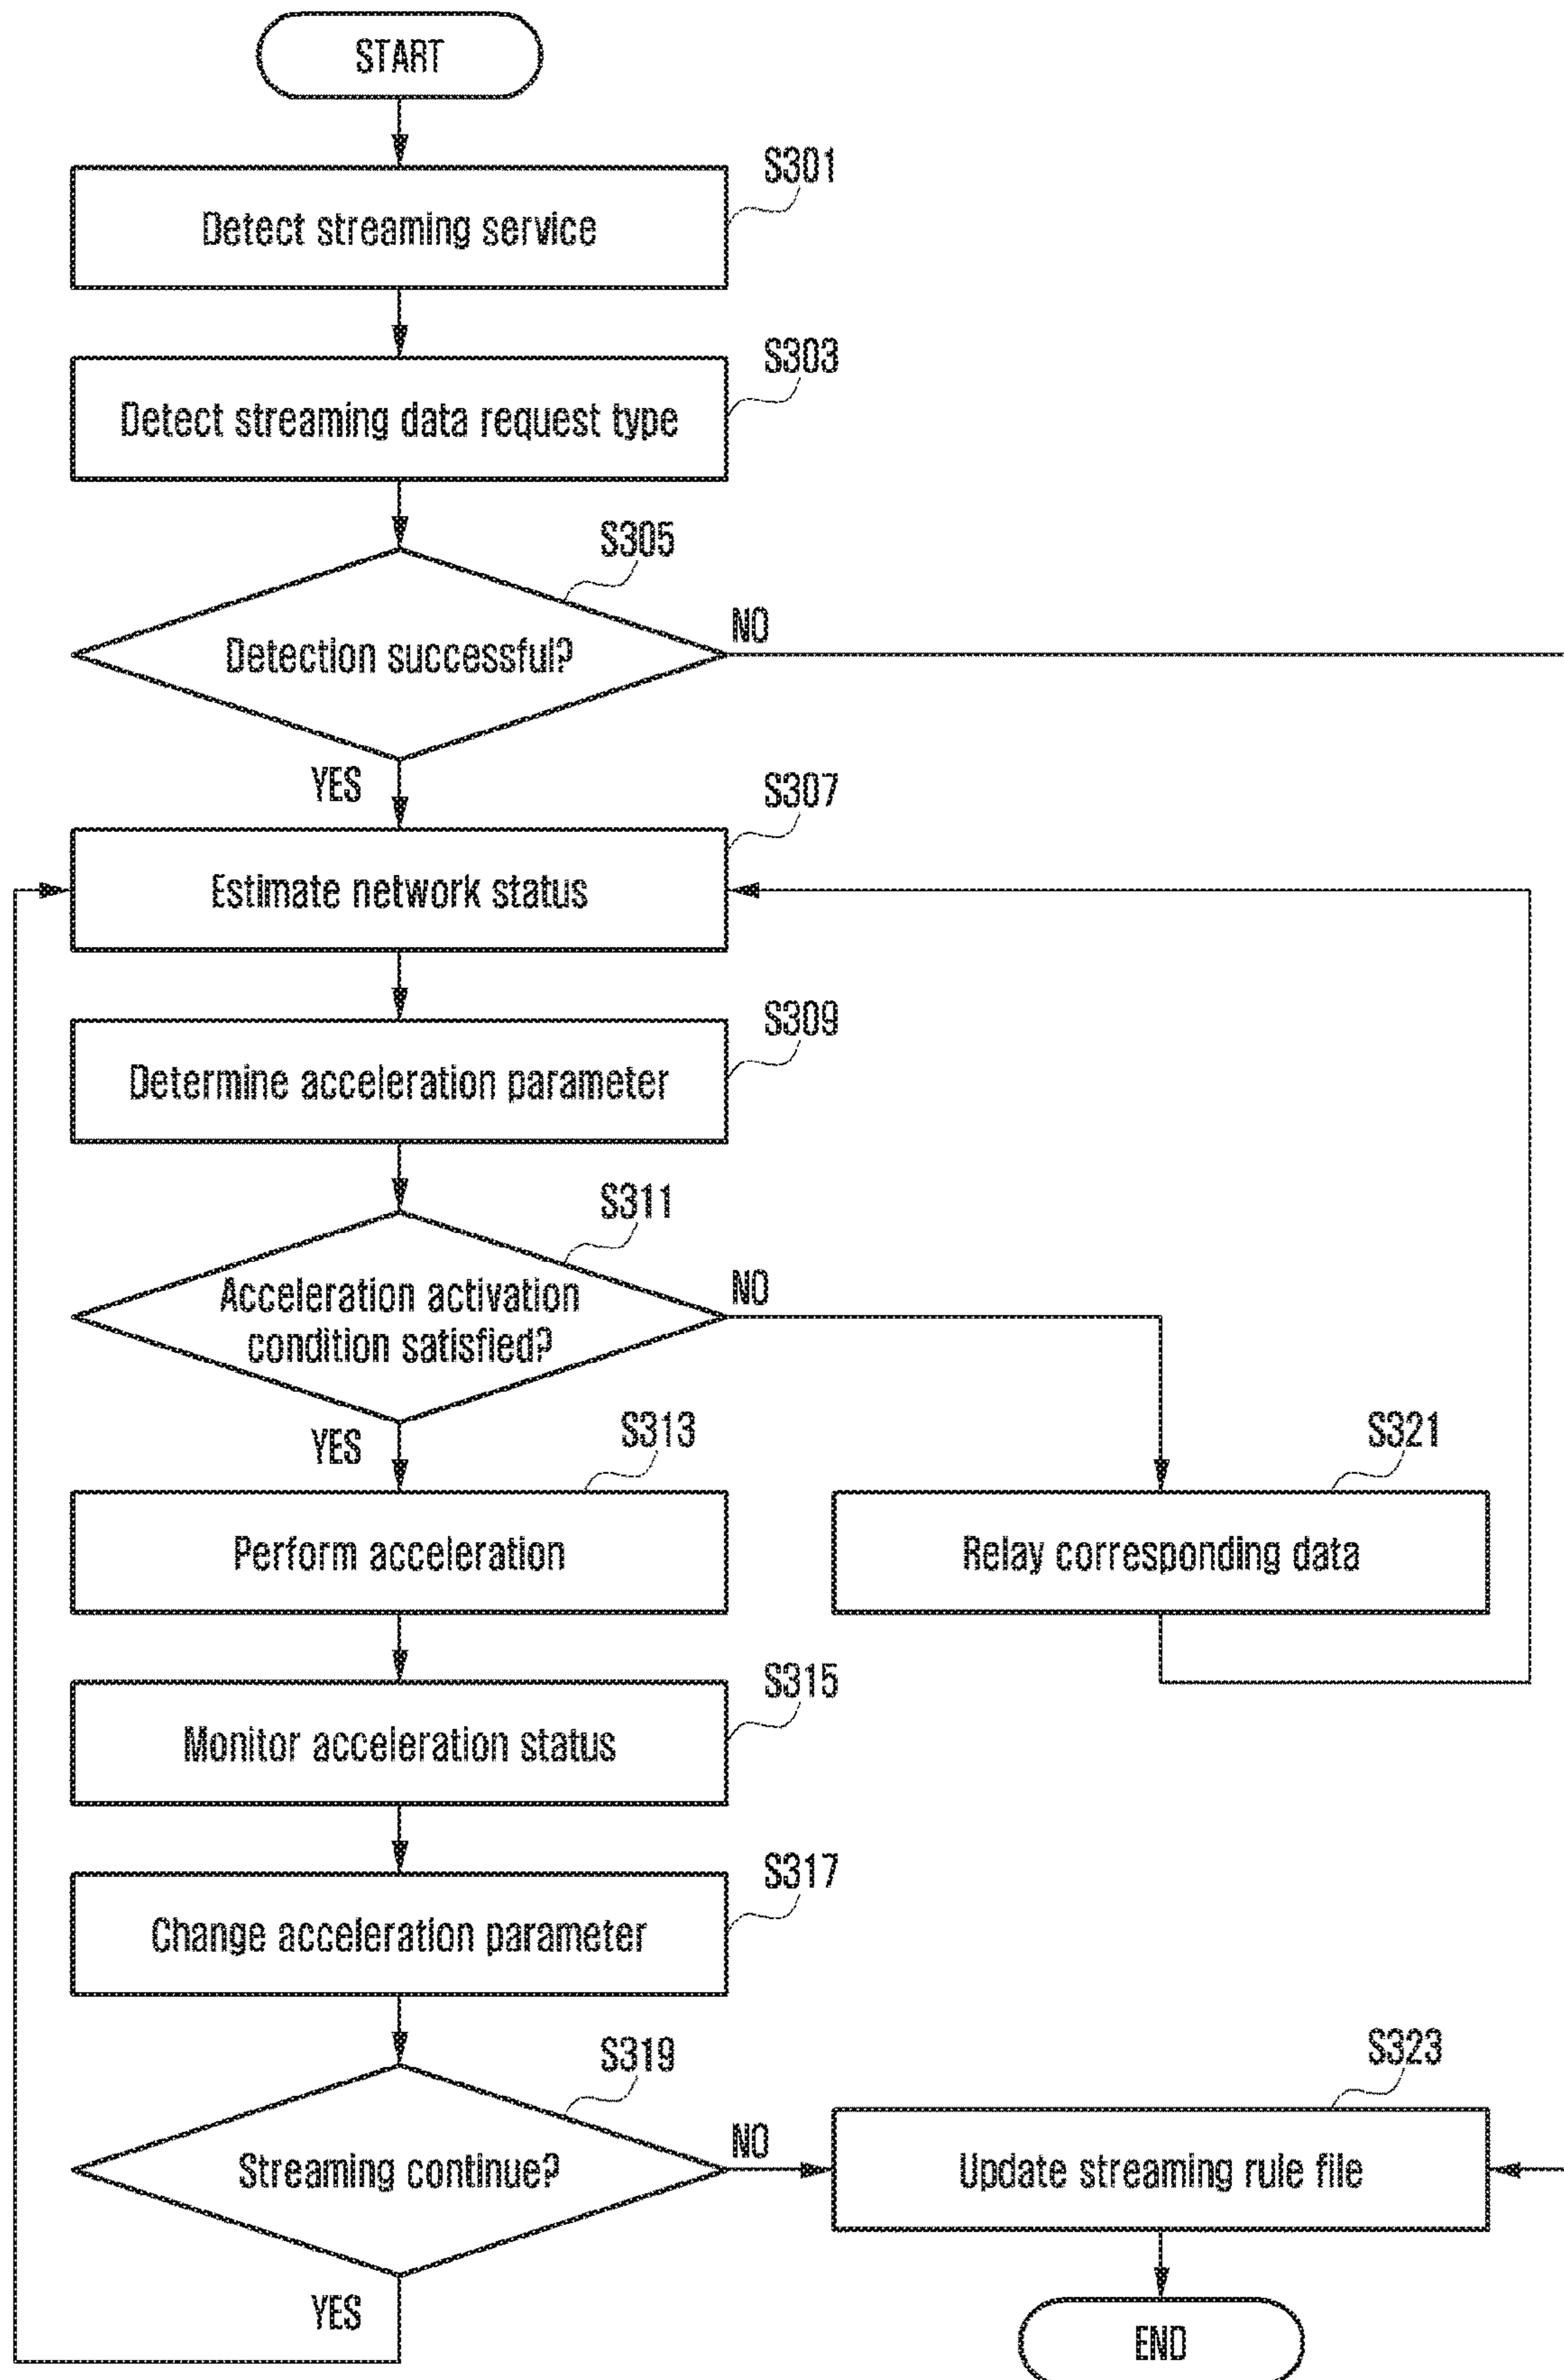 START
S301
Detect streaming service
S303
Detect streaming data request type
S305
Detection successful?
NO
YES
S307
Estimate network status
S309
Determine acceleration parameter
S311
Acceleration activation
condition satisfied?
NO
YES
S313
Perform acceleration
S321
Relay corresponding data
S315
Monitor acceleration status
S317
Change acceleration parameter
S319
Streaming continue?
NO
YES
S323
Update streaming rule file
END